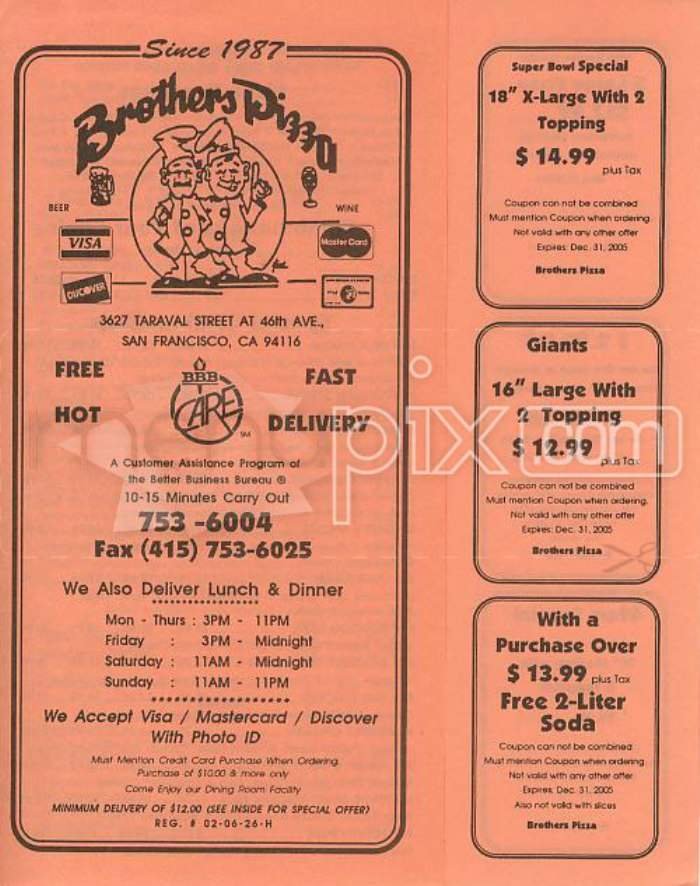 Since 1987
Brothers Pizza
BEER
WINE
VISA
MasterCard
DISCOVER
3627 TARAVAL STREET AT 46th AVE.,
SAN FRANCISCO, CA 94116
FREE
FAST
HOT
DELIVERY
BBB
CARE
SM
A Customer Assistance Program of
the Better Business Bureau ®
10-15 Minutes Carry Out
753 -6004
Fax (415) 753-6025
We Also Deliver Lunch & Dinner
Mon - Thurs : 3PM - 11PM
Friday : 3PM - Midnight
Saturday : 11AM - Midnight
Sunday : 11AM - 11PM
We Accept Visa / Mastercard / Discover
With Photo ID
Must Mention Credit Card Purchase When Ordering.
Purchase of $10.00 & more only
Come Enjoy our Dining Room Facility
MINIMUM DELIVERY OF $12.00 (SEE INSIDE FOR SPECIAL OFFER)
REG. # 02-06-26-H
Super Bowl Special
18" X-Large With 2
Topping
$ 14.99 plus Tax
Coupon can not be combined
Must mention Coupon when ordering
Not valid with any other offer
Expires: Dec. 31, 2005
Brothers Pizza
Giants
16" Large With
2 Topping
$ 12.99 plus Tax
Coupon can not be combined
Must mention Coupon when ordering.
Not valid with any other offer
Expires: Dec. 31, 2005
Brothers Pizza
With a
Purchase Over
$ 13.99 plus Tax
Free 2-Liter
Soda
Coupon can not be combined
Must mention Coupon when ordering
Not valid with any other offer
Expires: Dec. 31, 2005
Also not valid with slices
Brothers Pizza
menupix.com